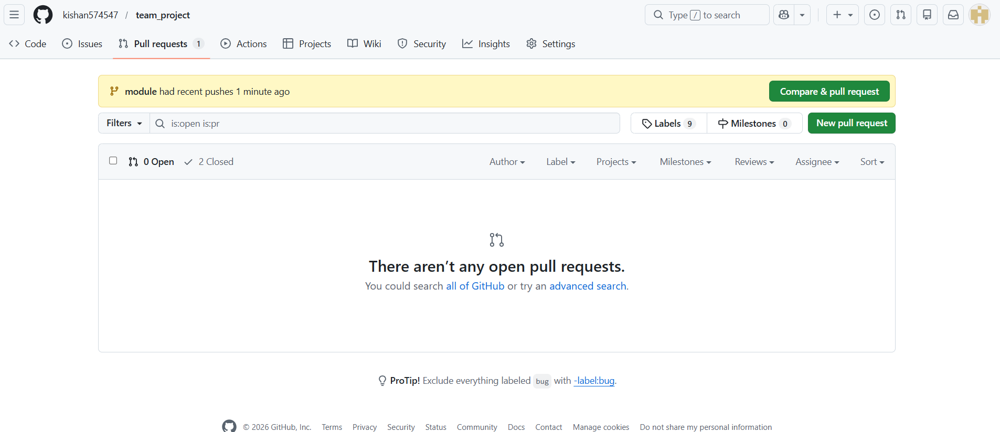 kishan574547 / team_project
Type / to search
Code Issues Pull requests 1 Actions Projects Wiki Security Insights Settings
module had recent pushes 1 minute ago
Compare & pull request
Filters is:open is:pr Labels 9 Milestones 0 New pull request
0 Open 2 Closed Author Label Projects Milestones Reviews Assignee Sort
There aren’t any open pull requests.
You could search all of GitHub or try an advanced search.
ProTip! Exclude everything labeled bug with -label:bug.
© 2026 GitHub, Inc. Terms Privacy Security Status Community Docs Contact Manage cookies Do not share my personal information